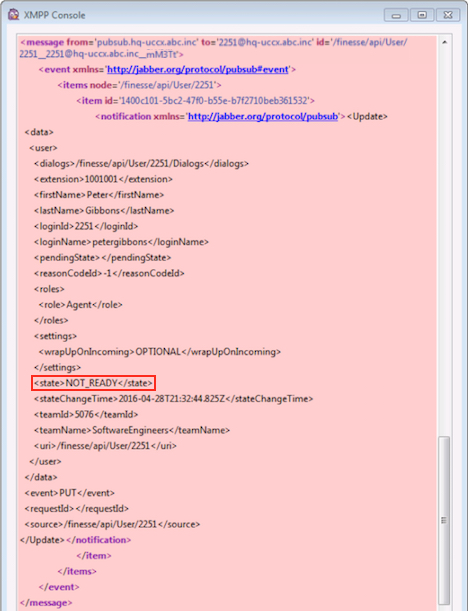 XMPP Console
<message from='pubsub.hq-uccx.abc.inc' to='2251@hq-uccx.abc.inc' id='/finesse/api/User/
2251__2251@hq-uccx.abc.inc__mM3Tt'>
<event xmlns='http://jabber.org/protocol/pubsub#event'>
<items node='/finesse/api/User/2251'>
<item id='1400c101-5bc2-47f0-b55e-b7f2710beb361532'>
<notification xmlns='http://jabber.org/protocol/pubsub'><Update>
<data>
<user>
<dialogs>/finesse/api/User/2251/Dialogs</dialogs>
<extension>1001001</extension>
<firstName>Peter</firstName>
<lastName>Gibbons</lastName>
<loginId>2251</loginId>
<loginName>petergibbons</loginName>
<pendingState></pendingState>
<reasonCodeId>-1</reasonCodeId>
<roles>
<role>Agent</role>
</roles>
<settings>
<wrapUpOnIncoming>OPTIONAL</wrapUpOnIncoming>
</settings>
<state>NOT_READY</state>
<stateChangeTime>2016-04-28T21:32:44.825Z</stateChangeTime>
<teamId>5076</teamId>
<teamName>SoftwareEngineers</teamName>
<uri>/finesse/api/User/2251</uri>
</user>
</data>
<event>PUT</event>
<requestId></requestId>
<source>/finesse/api/User/2251</source>
</Update></notification>
</item>
</items>
</event>
</message>